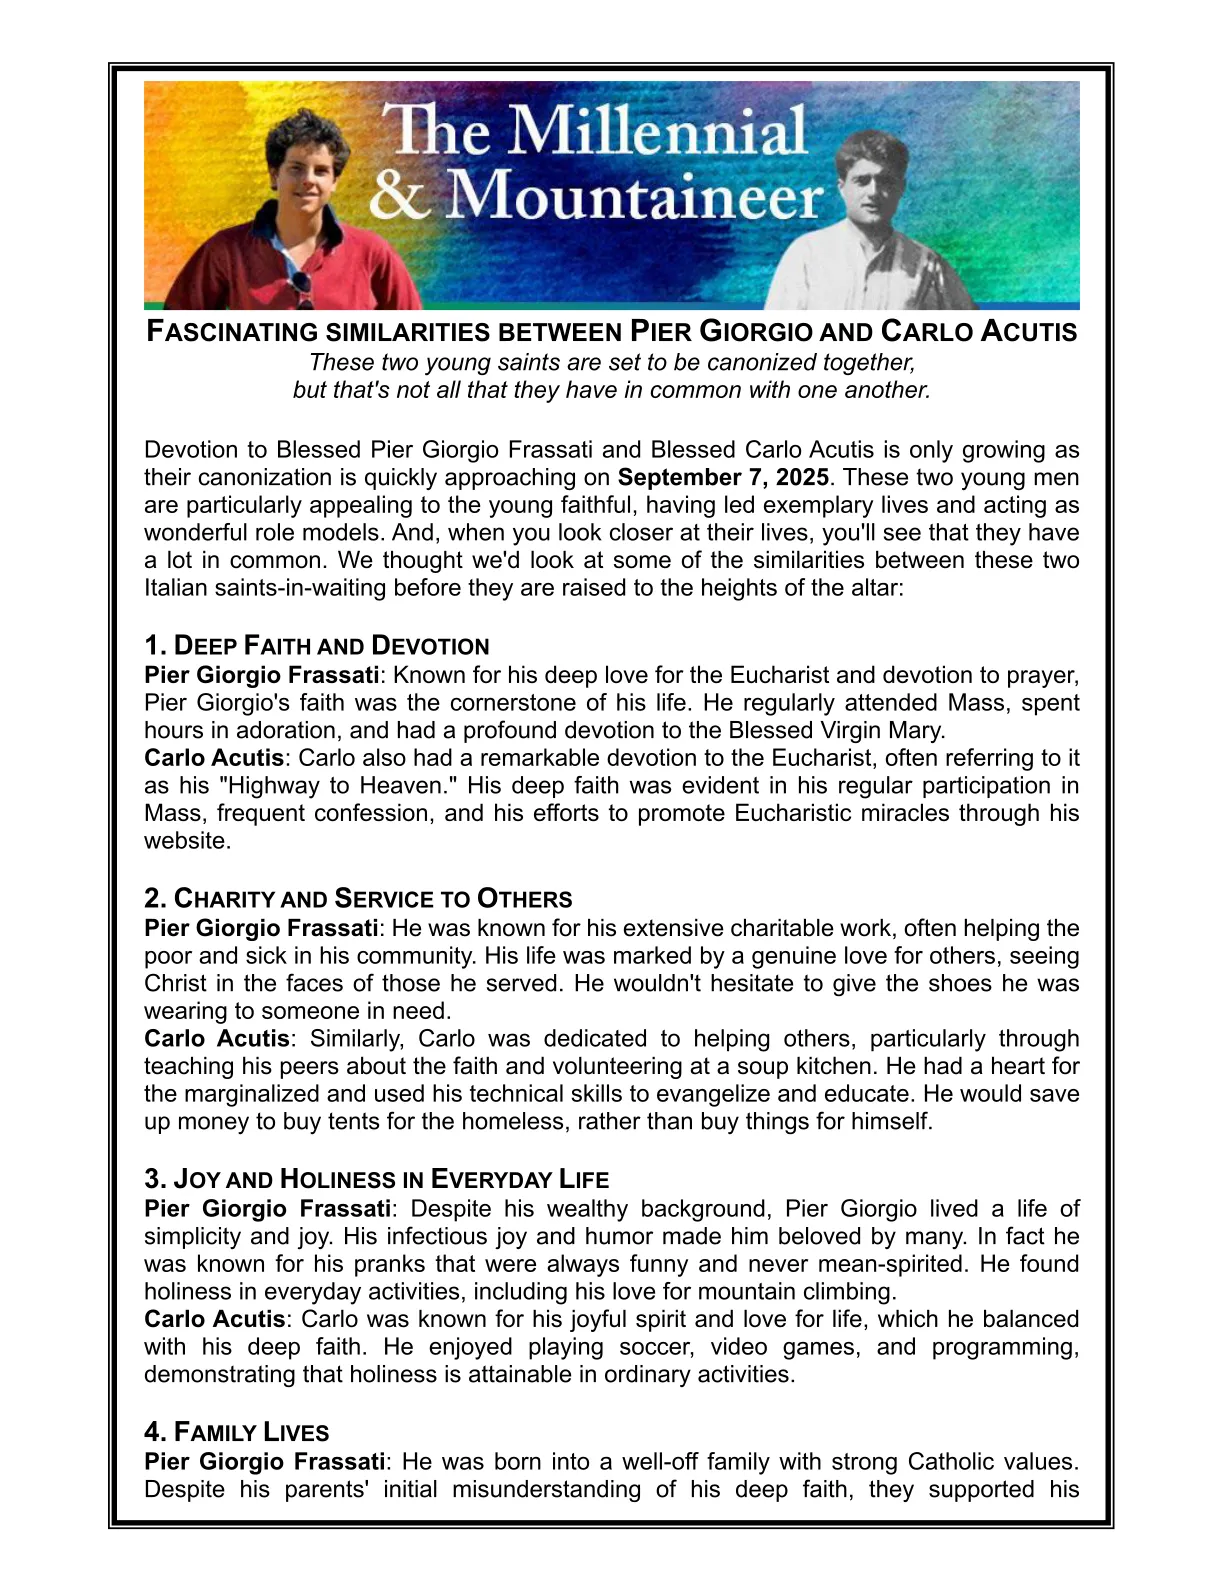 The Millennial
& Mountaineer
FASCINATING SIMILARITIES BETWEEN PIER GIORGIO AND CARLO ACUTIS
These two young saints are set to be canonized together,
but that's not all that they have in common with one another.
Devotion to Blessed Pier Giorgio Frassati and Blessed Carlo Acutis is only growing as
their canonization is quickly approaching on September 7, 2025. These two young men
are particularly appealing to the young faithful, having led exemplary lives and acting as
wonderful role models. And, when you look closer at their lives, you'll see that they have
a lot in common. We thought we'd look at some of the similarities between these two
Italian saints-in-waiting before they are raised to the heights of the altar:
1. DEEP FAITH AND DEVOTION
Pier Giorgio Frassati: Known for his deep love for the Eucharist and devotion to prayer,
Pier Giorgio's faith was the cornerstone of his life. He regularly attended Mass, spent
hours in adoration, and had a profound devotion to the Blessed Virgin Mary.
Carlo Acutis: Carlo also had a remarkable devotion to the Eucharist, often referring to it
as his "Highway to Heaven." His deep faith was evident in his regular participation in
Mass, frequent confession, and his efforts to promote Eucharistic miracles through his
website.
2. CHARITY AND SERVICE TO OTHERS
Pier Giorgio Frassati: He was known for his extensive charitable work, often helping the
poor and sick in his community. His life was marked by a genuine love for others, seeing
Christ in the faces of those he served. He wouldn't hesitate to give the shoes he was
wearing to someone in need.
Carlo Acutis: Similarly, Carlo was dedicated to helping others, particularly through
teaching his peers about the faith and volunteering at a soup kitchen. He had a heart for
the marginalized and used his technical skills to evangelize and educate. He would save
up money to buy tents for the homeless, rather than buy things for himself.
3. JOY AND HOLINESS IN EVERYDAY LIFE
Pier Giorgio Frassati: Despite his wealthy background, Pier Giorgio lived a life of
simplicity and joy. His infectious joy and humor made him beloved by many. In fact he
was known for his pranks that were always funny and never mean-spirited. He found
holiness in everyday activities, including his love for mountain climbing.
Carlo Acutis: Carlo was known for his joyful spirit and love for life, which he balanced
with his deep faith. He enjoyed playing soccer, video games, and programming,
demonstrating that holiness is attainable in ordinary activities.
4. FAMILY LIVES
Pier Giorgio Frassati: He was born into a well-off family with strong Catholic values.
Despite his parents' initial misunderstanding of his deep faith, they supported his